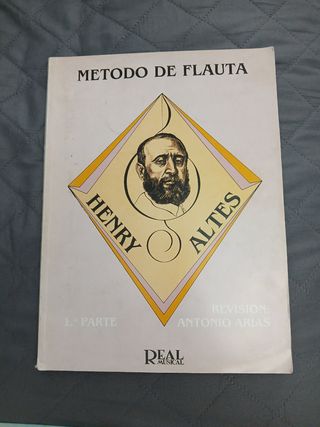 METODO DE FLAUTA
HENRY ALTES
1.ª PARTE
REVISION:
ANTONIO ARIAS
REAL
MUSICAL